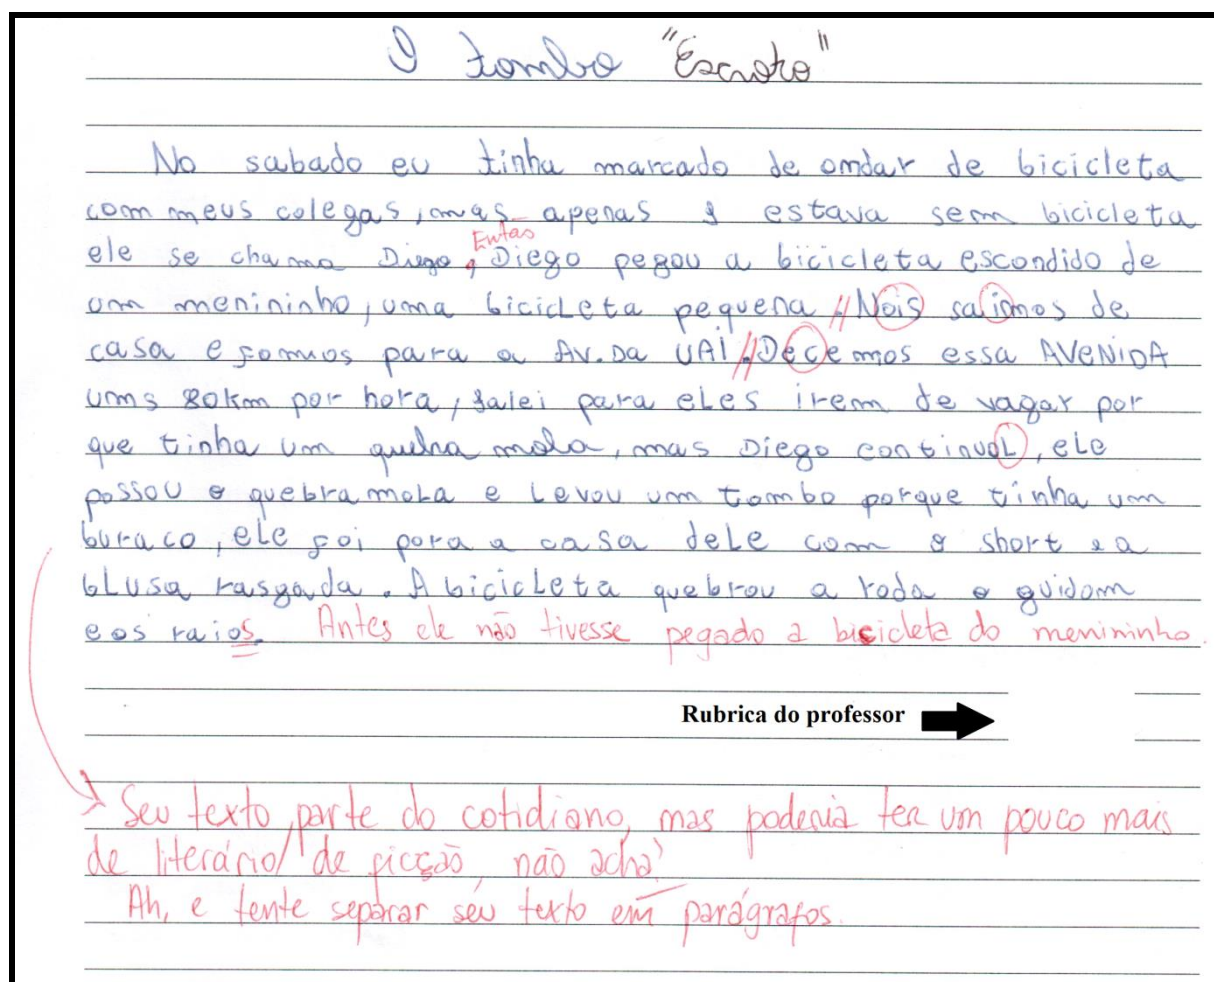 O tombo "Escroto"
No sabado eu tinha marcado de andar de bicicleta
com meus colegas, mas apenas 1 estava sem bicicleta
Entao
ele se chama Diego, Diego pegou a bicicleta escondido de
um menininho, uma bicicleta pequena.//Nois saimos de
casa e fomos para a AV. Da UAI.//Decemos essa AVENIDA
ums 80km por hora, falei para eles irem de vagar por
que tinha um quebra mola, mas Diego continuoL, ele
passou o quebra mola e levou um tombo porque tinha um
buraco, ele foi para a casa dele com o short e a
blusa rasgada. A bicicleta quebrou a roda o guidom
e os raios. Antes ele não tivesse pegado a bicicleta do menininho.
Rubrica do professor
Seu texto parte do cotidiano, mas poderia ter um pouco mais
de literário/de ficção, não acha?
Ah, e tente separar seu texto em parágrafos.